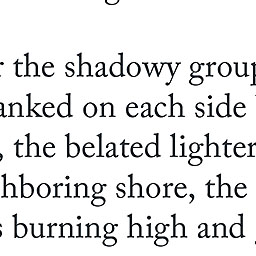 the shadowy group
anked on each side
, the belated lighter
hboring shore, the
s burning high and